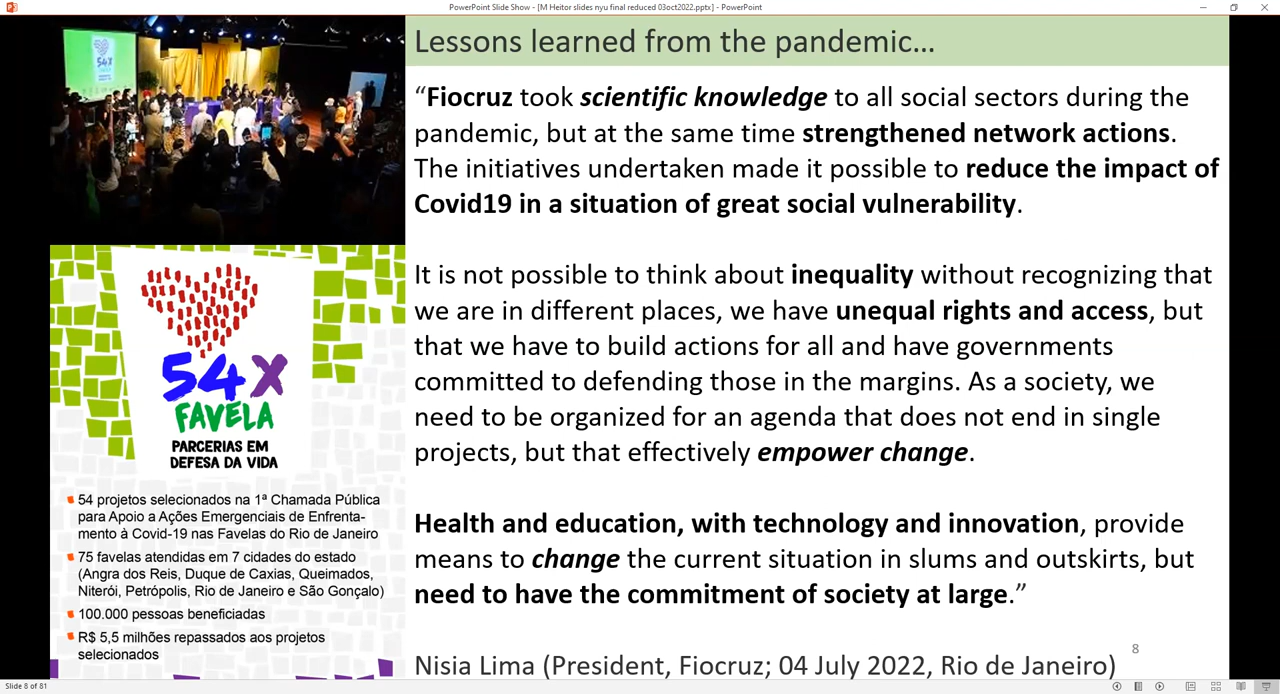 PowerPoint Slide Show - [M Heitor slides nyu final reduced 03oct2022.pptx] - PowerPoint
54X
FAVELA
Lessons learned from the pandemic...
“Fiocruz took scientific knowledge to all social sectors during the
pandemic, but at the same time strengthened network actions.
The initiatives undertaken made it possible to reduce the impact of
Covid19 in a situation of great social vulnerability.
It is not possible to think about inequality without recognizing that
we are in different places, we have unequal rights and access, but
that we have to build actions for all and have governments
committed to defending those in the margins. As a society, we
need to be organized for an agenda that does not end in single
projects, but that effectively empower change.
Health and education, with technology and innovation, provide
means to change the current situation in slums and outskirts, but
need to have the commitment of society at large.”
Nisia Lima (President, Fiocruz; 04 July 2022, Rio de Janeiro)
8
54X
FAVELA
PARCERIAS EM
DEFESA DA VIDA
54 projetos selecionados na 1ª Chamada Pública
para Apoio a Ações Emergenciais de Enfrenta-
mento à Covid-19 nas Favelas do Rio de Janeiro
75 favelas atendidas em 7 cidades do estado
(Angra dos Reis, Duque de Caxias, Queimados,
Niterói, Petrópolis, Rio de Janeiro e São Gonçalo)
100.000 pessoas beneficiadas
R$ 5,5 milhões repassados aos projetos
selecionados
Slide 8 of 81